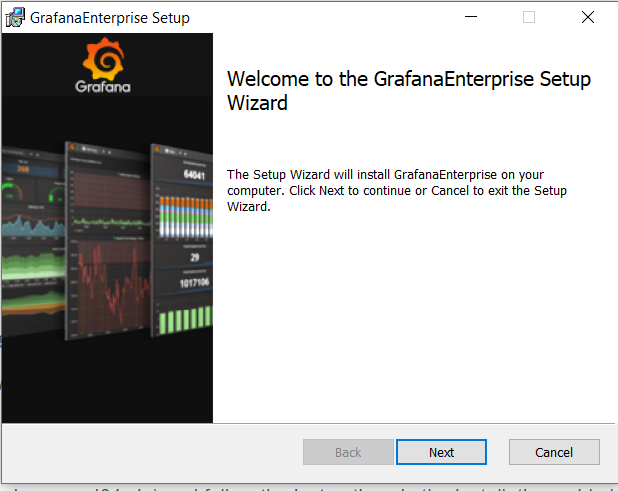 GrafanaEnterprise Setup
Grafana
Welcome to the GrafanaEnterprise Setup
Wizard
The Setup Wizard will install GrafanaEnterprise on your
computer. Click Next to continue or Cancel to exit the Setup
Wizard.
268
64041
29
1017106
Back
Next
Cancel